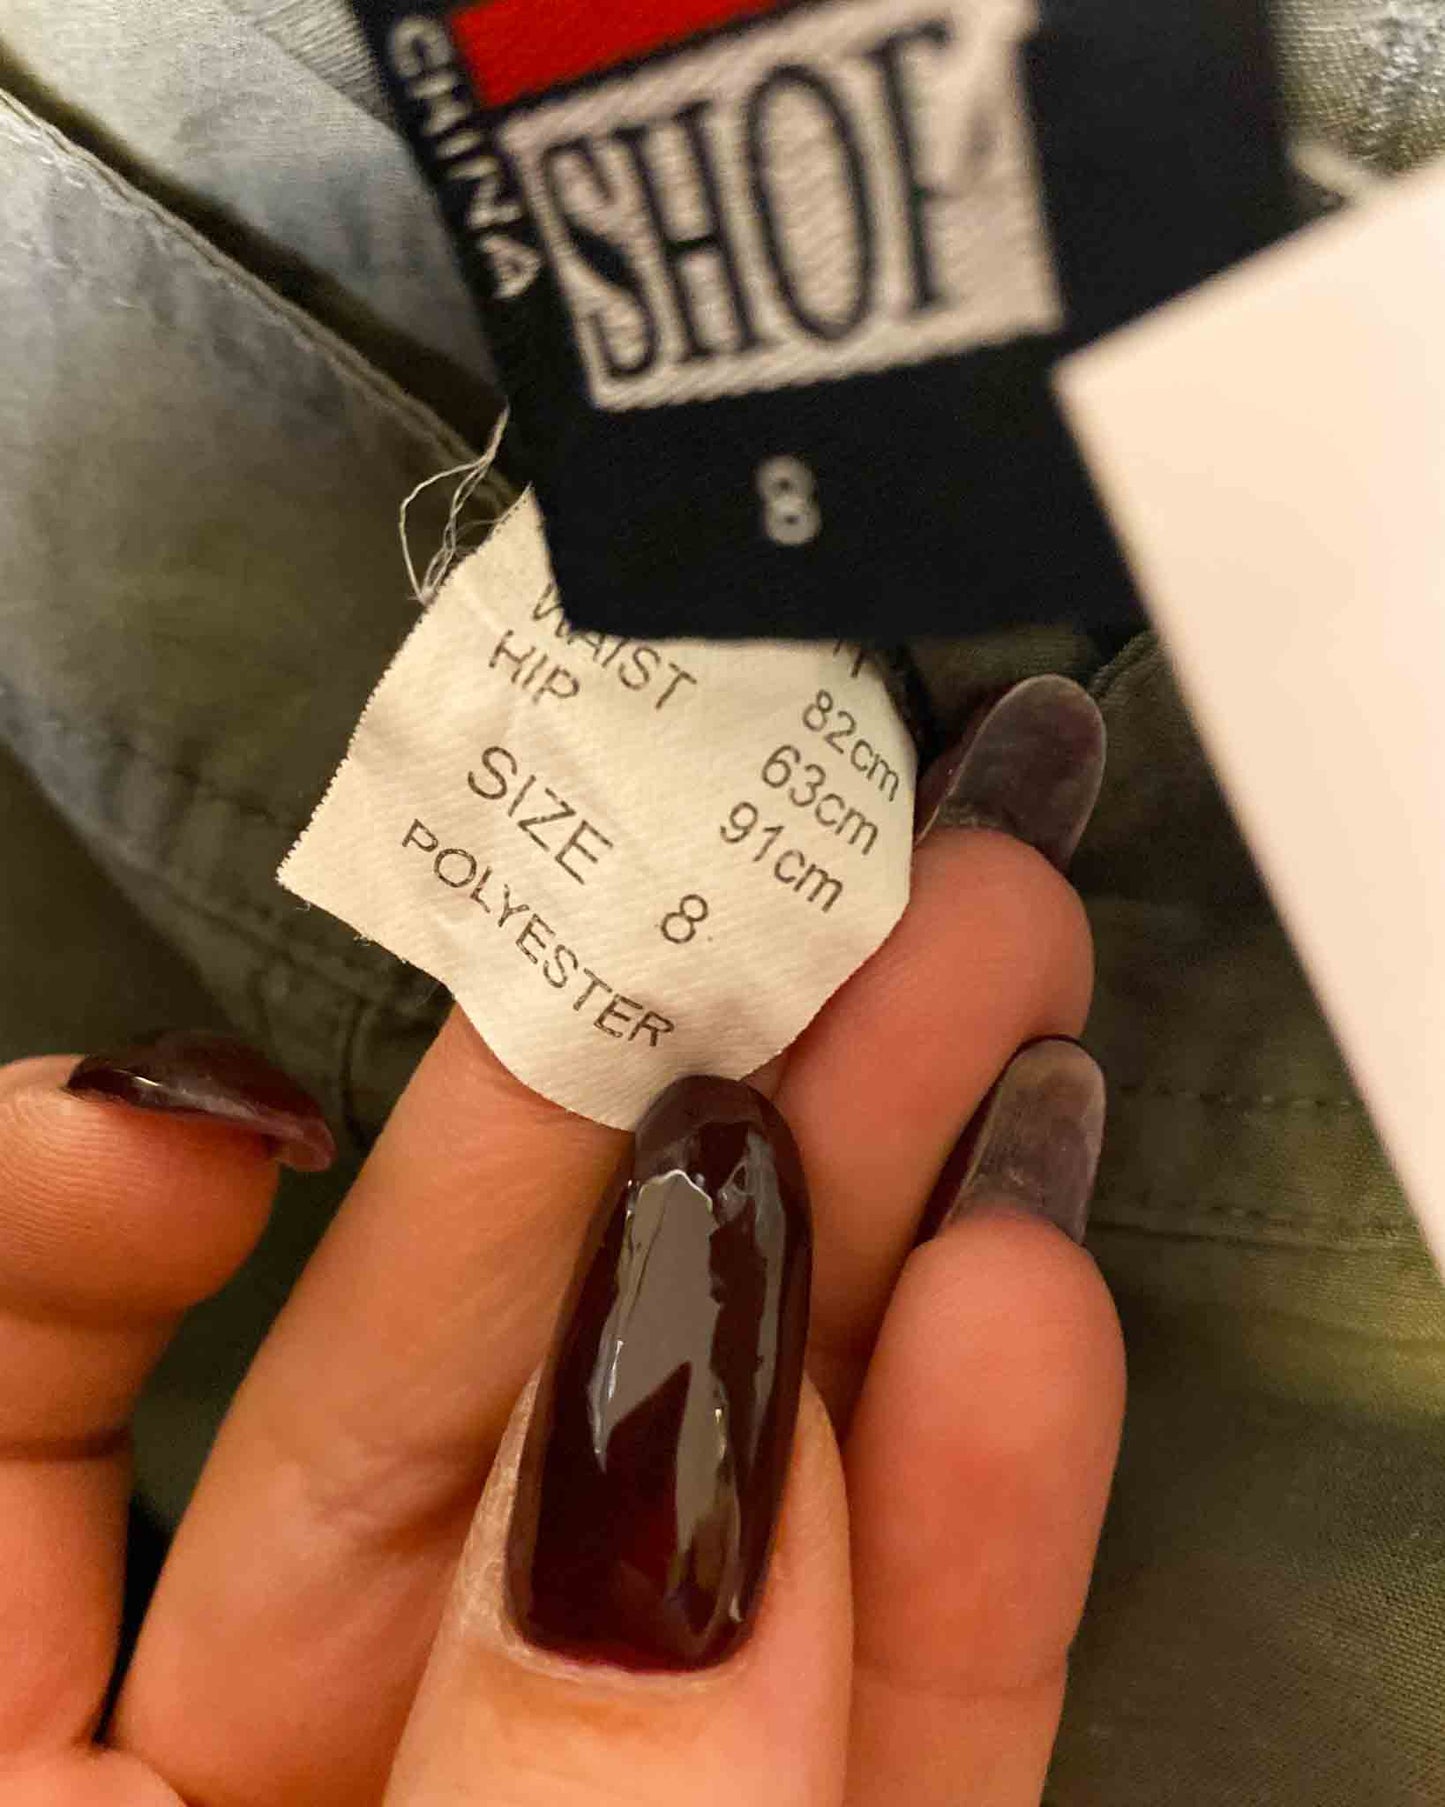 CHINA
SHOF
8
WAIST 82cm
HIP 63cm
91cm
SIZE 8
POLYESTER